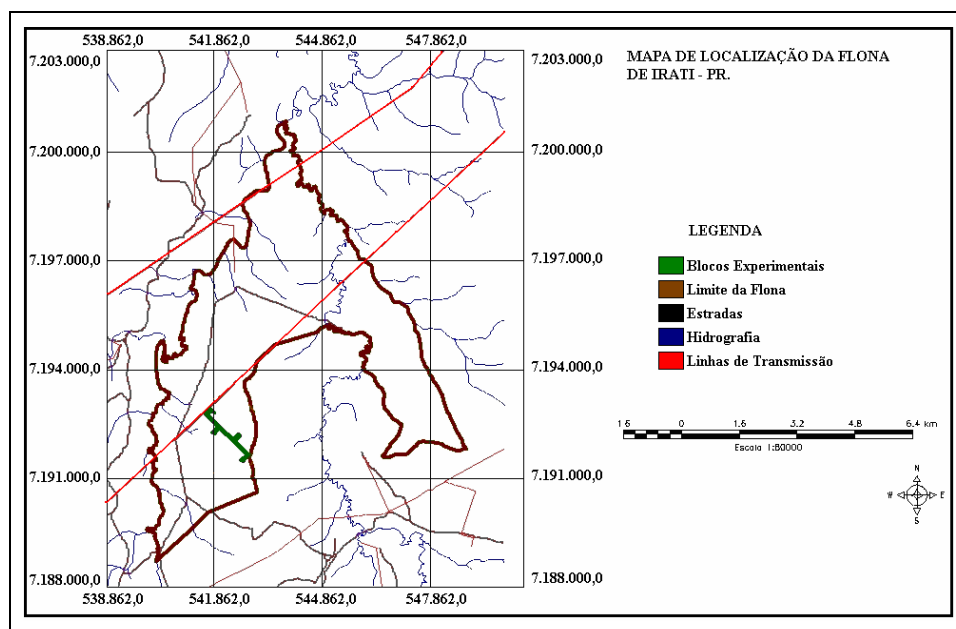 538.862,0 541.862,0 544.862,0 547.862,0
7.203.000,0 7.203.000,0
MAPA DE LOCALIZAÇÃO DA FLONA
DE IRATI - PR.
7.200.000,0 7.200.000,0
LEGENDA
7.197.000,0 7.197.000,0
Blocos Experimentais
Limite da Flona
Estradas
Hidrografia
Linhas de Transmissão
7.194.000,0 7.194.000,0
1.6 0 1.6 3.2 4.8 6.4 km
Escala 1:80000
7.191.000,0 7.191.000,0
N
W E
S
7.188.000,0 7.188.000,0
538.862,0 541.862,0 544.862,0 547.862,0